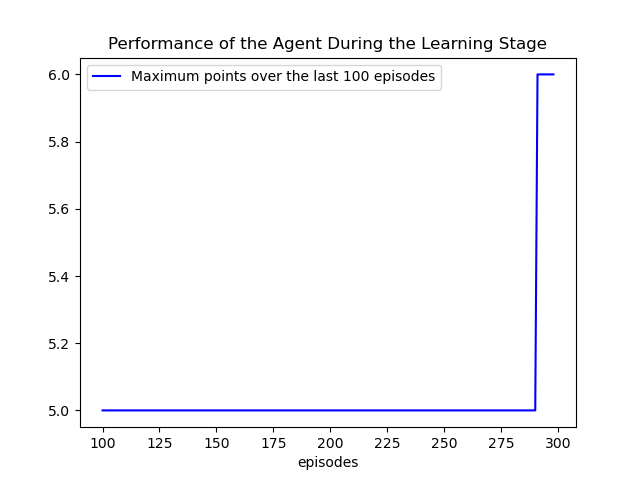 Performance of the Agent During the Learning Stage
Maximum points over the last 100 episodes
6.0
5.8
5.6
5.4
5.2
5.0
100 125 150 175 200 225 250 275 300
episodes